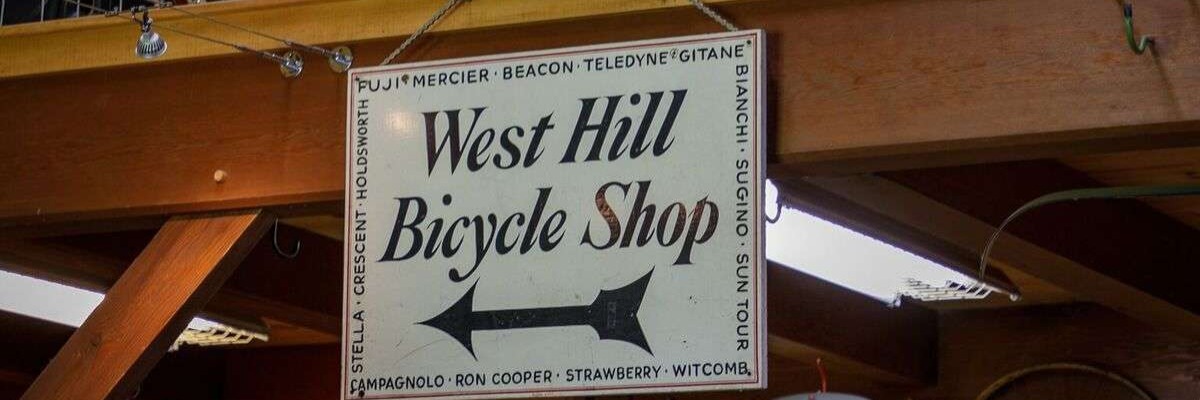 FUJI · MERCIER · BEACON · TELEDYNE · GITANE
BIANCHI · SUGINO · SUN TOUR
West Hill
Bicycle Shop
STELLA · CRESCENT · HOLDSWORTH
CAMPAGNOLO · RON COOPER · STRAWBERRY · WITCOMB